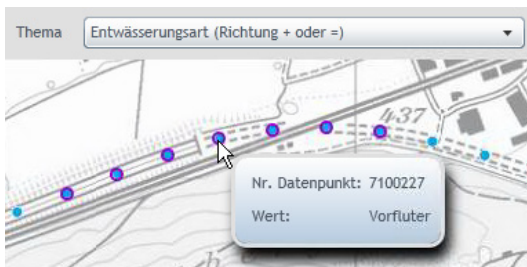 Thema Entwässerungsart (Richtung + oder =)
437
Nr. Datenpunkt: 7100227
Wert: Vorfluter